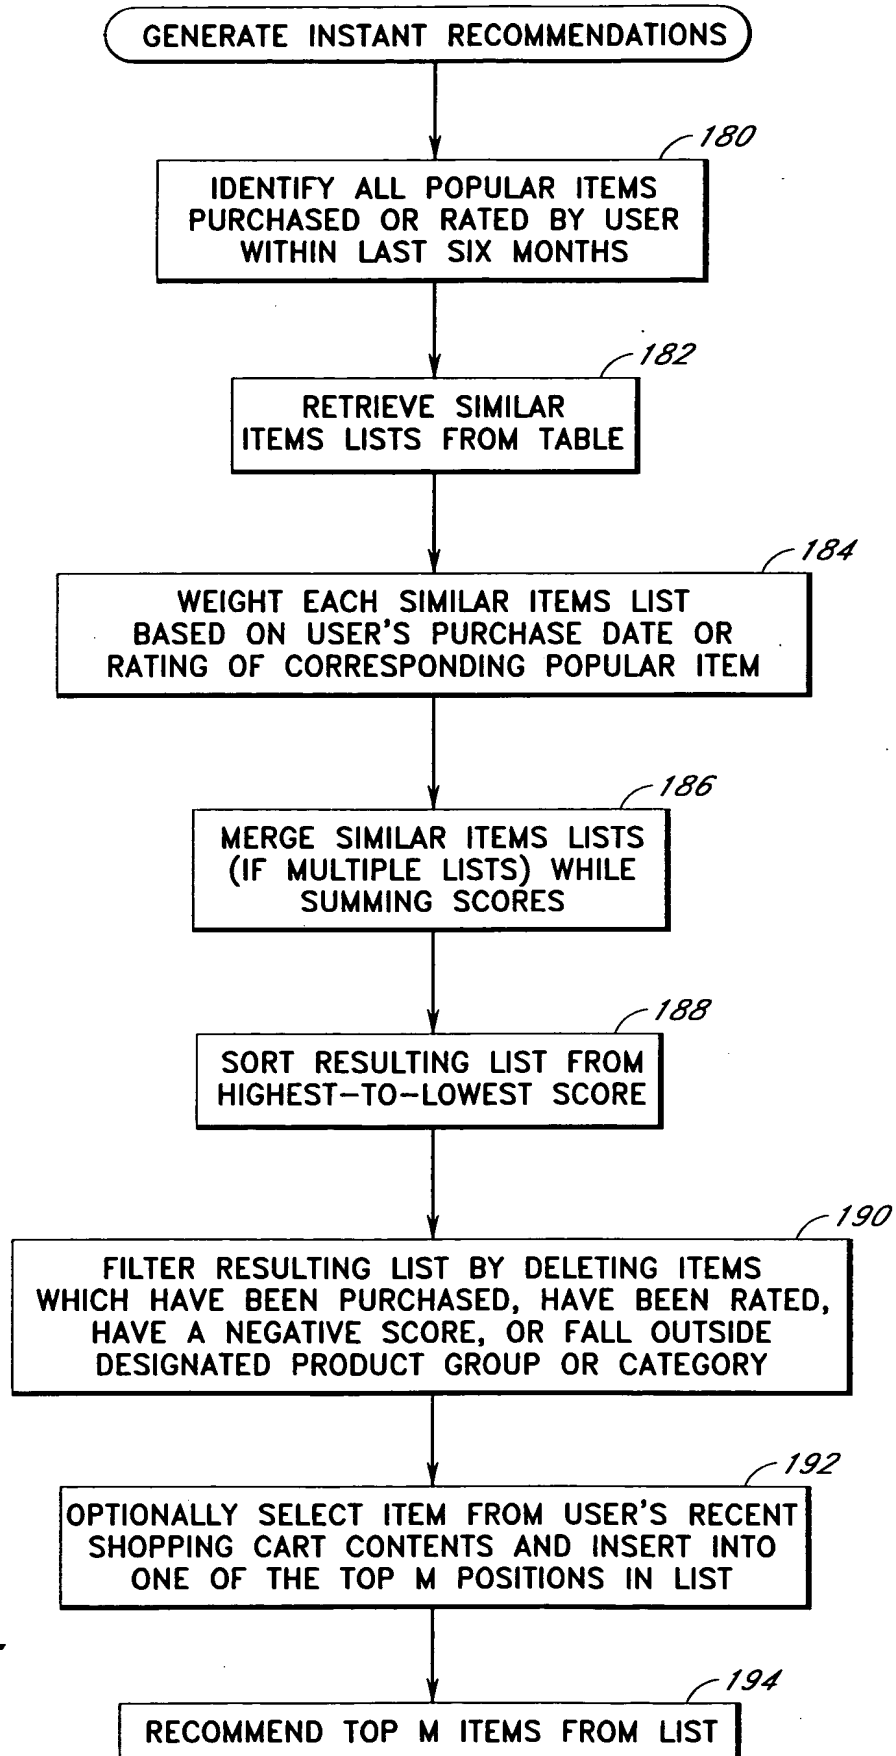 GENERATE INSTANT RECOMMENDATIONS
180
IDENTIFY ALL POPULAR ITEMS
PURCHASED OR RATED BY USER
WITHIN LAST SIX MONTHS
182
RETRIEVE SIMILAR
ITEMS LISTS FROM TABLE
184
WEIGHT EACH SIMILAR ITEMS LIST
BASED ON USER'S PURCHASE DATE OR
RATING OF CORRESPONDING POPULAR ITEM
186
MERGE SIMILAR ITEMS LISTS
(IF MULTIPLE LISTS) WHILE
SUMMING SCORES
188
SORT RESULTING LIST FROM
HIGHEST-TO-LOWEST SCORE
190
FILTER RESULTING LIST BY DELETING ITEMS
WHICH HAVE BEEN PURCHASED, HAVE BEEN RATED,
HAVE A NEGATIVE SCORE, OR FALL OUTSIDE
DESIGNATED PRODUCT GROUP OR CATEGORY
192
OPTIONALLY SELECT ITEM FROM USER'S RECENT
SHOPPING CART CONTENTS AND INSERT INTO
ONE OF THE TOP M POSITIONS IN LIST
194
RECOMMEND TOP M ITEMS FROM LIST